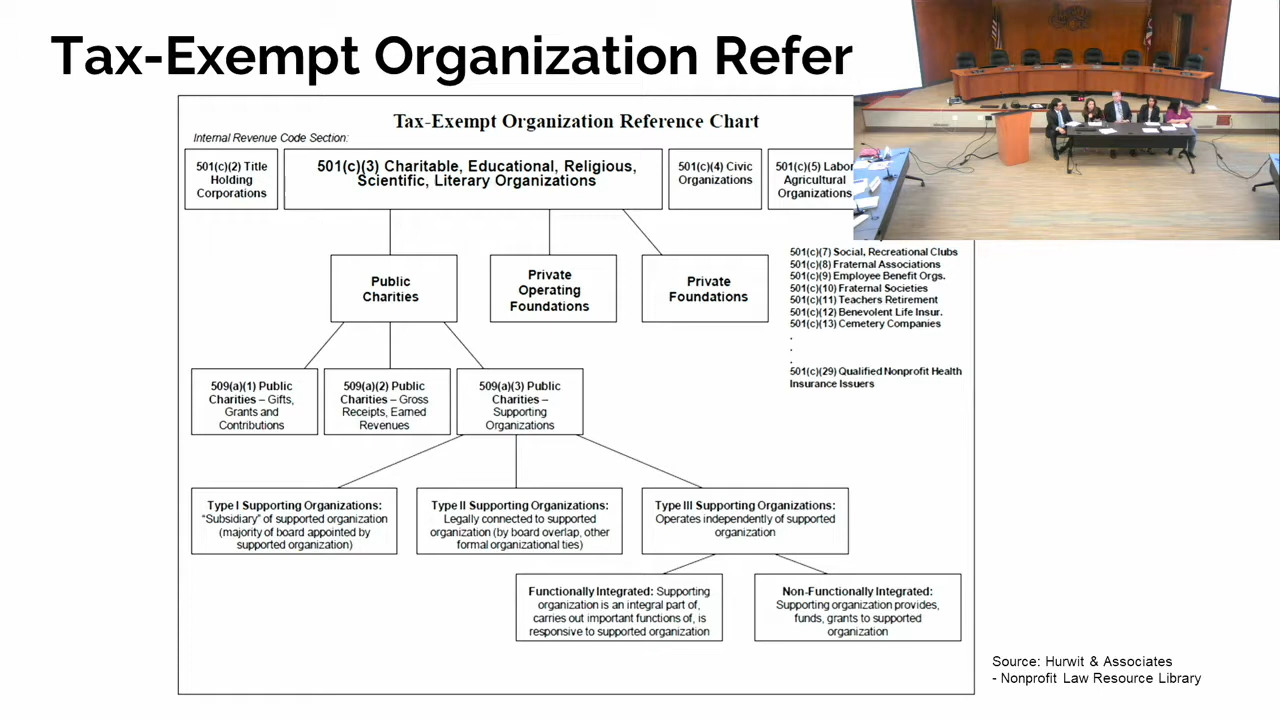 Tax-Exempt Organization Refer
Tax-Exempt Organization Reference Chart
Internal Revenue Code Section:
501(c)(2) Title
Holding
Corporations
501(c)(3) Charitable, Educational, Religious,
Scientific, Literary Organizations
501(c)(4) Civic
Organizations
501(c)(5) Labor
Agricultural
Organizations
501(c)(7) Social, Recreational Clubs
501(c)(8) Fraternal Associations
501(c)(9) Employee Benefit Orgs.
501(c)(10) Fraternal Societies
501(c)(11) Teachers Retirement
501(c)(12) Benevolent Life Insur.
501(c)(13) Cemetery Companies
.
.
.
501(c)(29) Qualified Nonprofit Health
Insurance Issuers
Public
Charities
Private
Operating
Foundations
Private
Foundations
509(a)(1) Public
Charities – Gifts,
Grants and
Contributions
509(a)(2) Public
Charities – Gross
Receipts, Earned
Revenues
509(a)(3) Public
Charities –
Supporting
Organizations
Type I Supporting Organizations:
“Subsidiary” of supported organization
(majority of board appointed by
supported organization)
Type II Supporting Organizations:
Legally connected to supported
organization (by board overlap, other
formal organizational ties)
Type III Supporting Organizations:
Operates independently of supported
organization
Functionally Integrated: Supporting
organization is an integral part of,
carries out important functions of, is
responsive to supported organization
Non-Functionally Integrated:
Supporting organization provides,
funds, grants to supported
organization
Source: Hurwit & Associates
- Nonprofit Law Resource Library